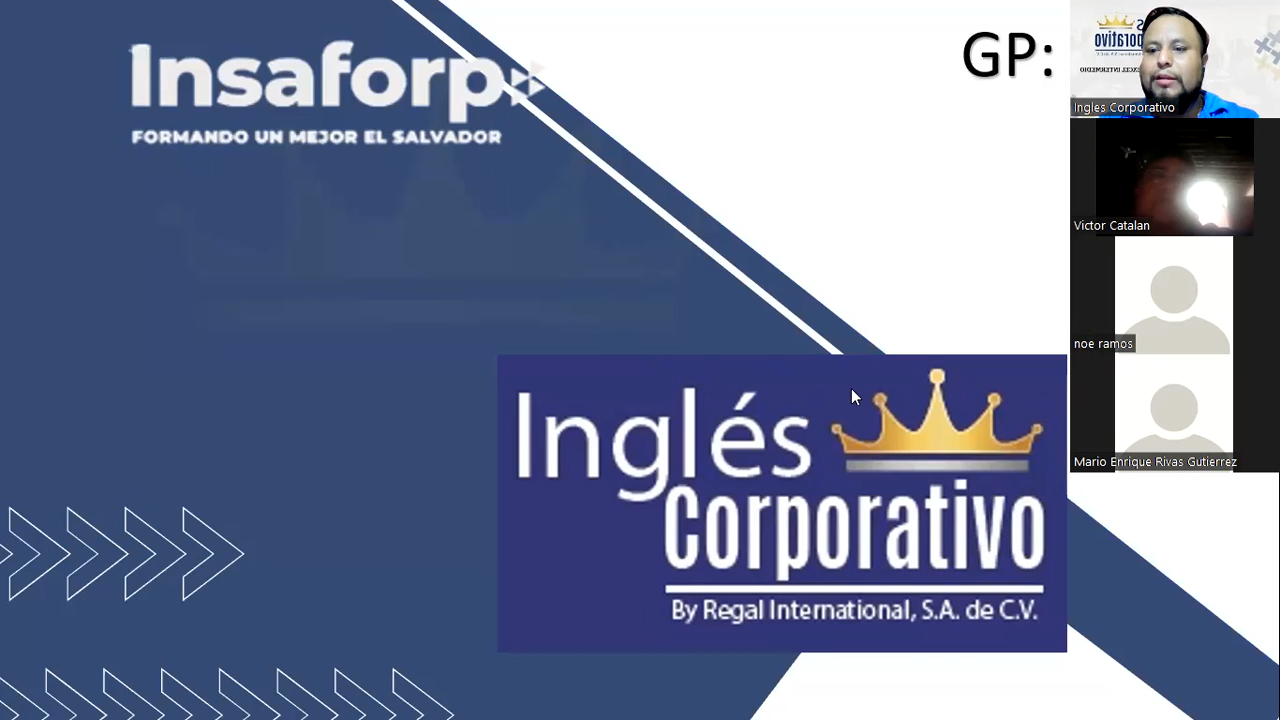 Insaforp
FORMANDO UN MEJOR EL SALVADOR
GP:
Inglés
Corporativo
By Regal International, S.A. de C.V.
Ingles Corporativo
Victor Catalan
noe ramos
Mario Enrique Rivas Gutierrez